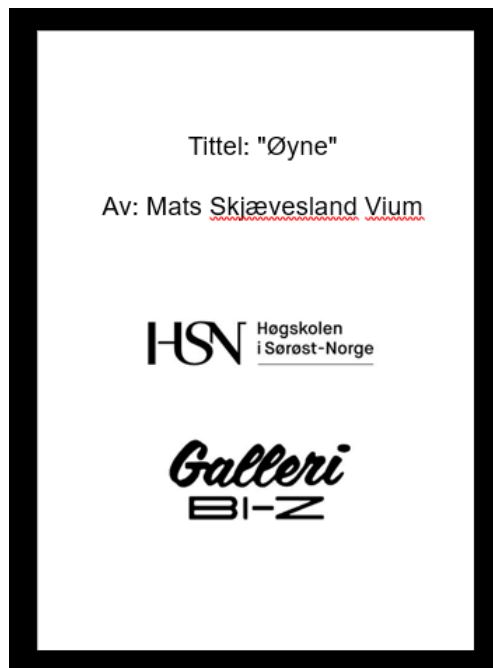 Tittel: "Øyne"
Av: Mats Skjævesland Vium
HSN Høgskolen
i Sørøst-Norge
Galleri
BI-Z